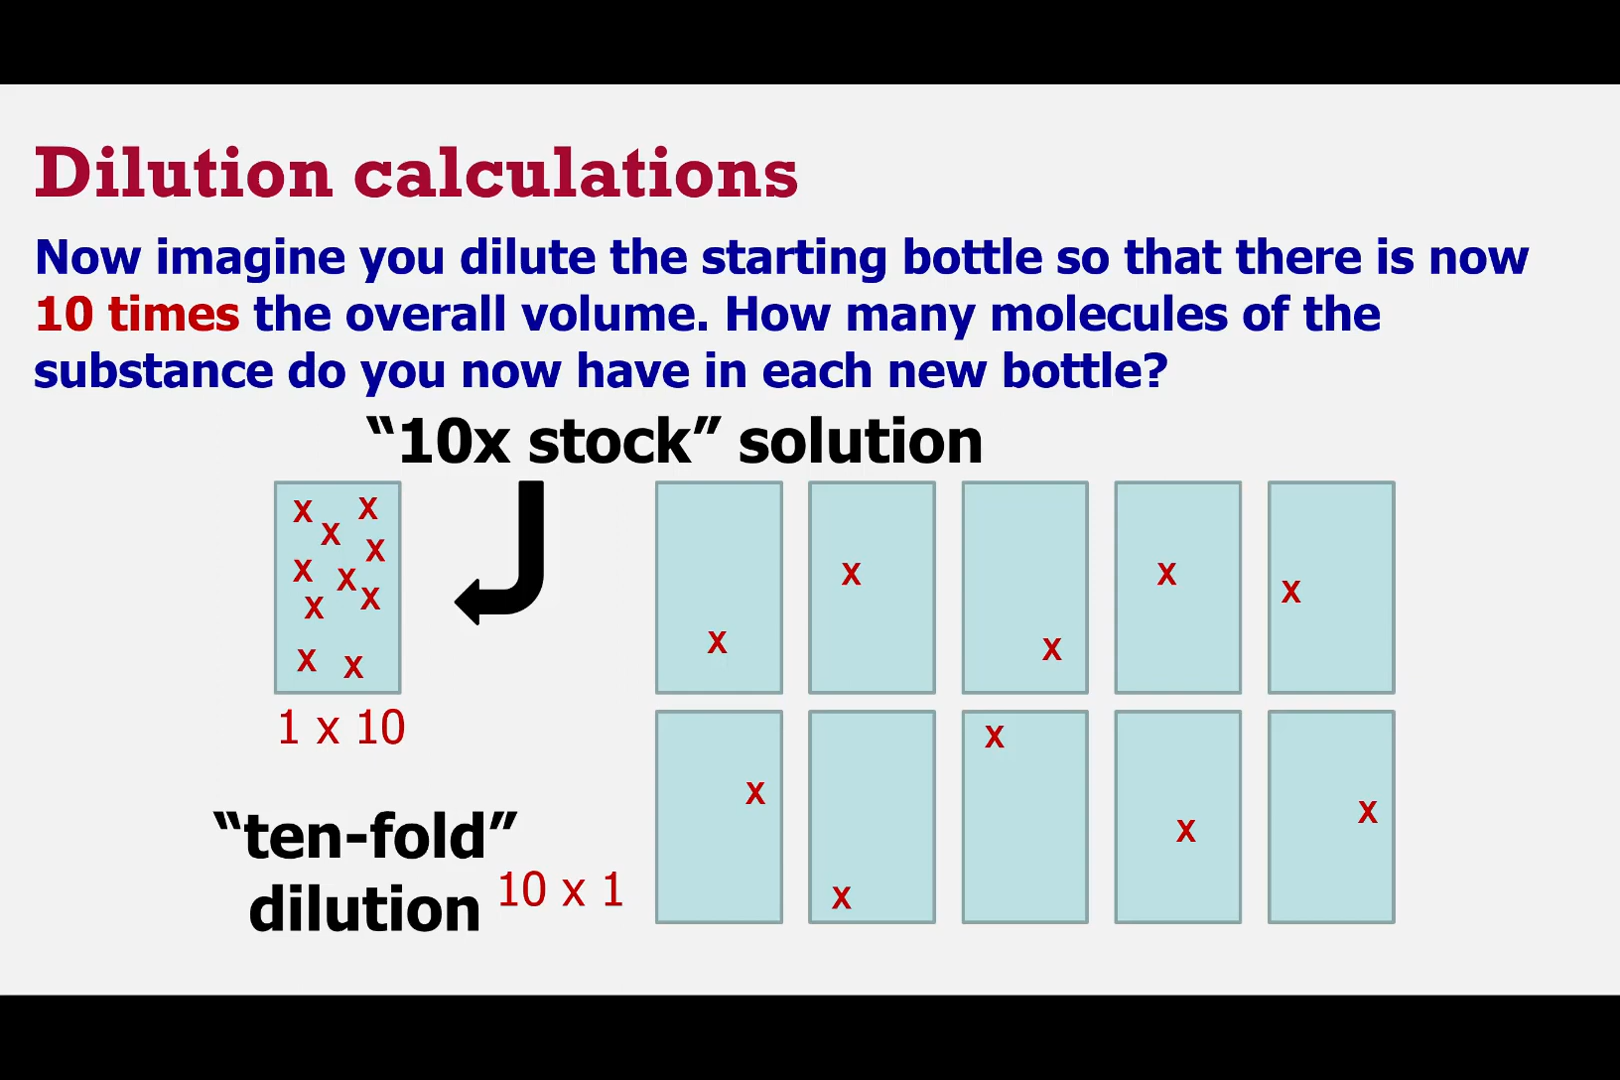 Dilution calculations
Now imagine you dilute the starting bottle so that there is now
10 times the overall volume. How many molecules of the
substance do you now have in each new bottle?
“10x stock” solution
x x
x
x
x x
x x
x x
1 x 10
x x x x x
“ten-fold”
dilution
10 x 1
x x x x x